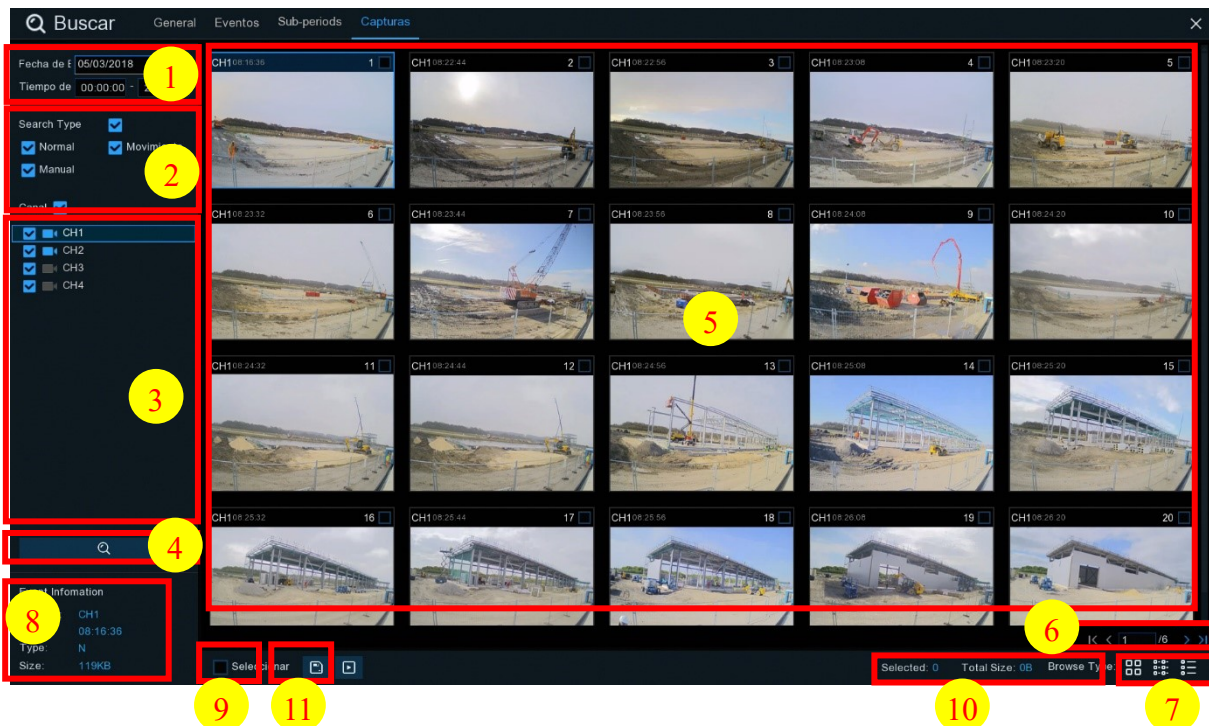 Buscar General Eventos Sub-periods Capturas
Fecha de E 05/03/2018
1
Tiempo de 00:00:00 -
Search Type
Normal
Manual
2
Canal
CH1
CH2
CH3
CH4
3
4
Event Infomation
CH1
8
08:16:36
Type: N
Size: 119KB
CH1 08:16:36 1
CH1 08:22:44 2
CH1 08:22:56 3
CH1 08:23:08 4
CH1 08:23:20 5
CH1 08:23:32 6
CH1 08:23:44 7
CH1 08:23:56 8
CH1 08:24:08 9
CH1 08:24:20 10
5
CH1 08:24:32 11
CH1 08:24:44 12
CH1 08:24:56 13
CH1 08:25:08 14
CH1 08:25:20 15
CH1 08:25:32 16
CH1 08:25:44 17
CH1 08:25:56 18
CH1 08:26:08 19
CH1 08:26:20 20
6
1 /6
Seleccionar
Selected: 0 Total Size: 0B Browse Type:
9
11
10
7